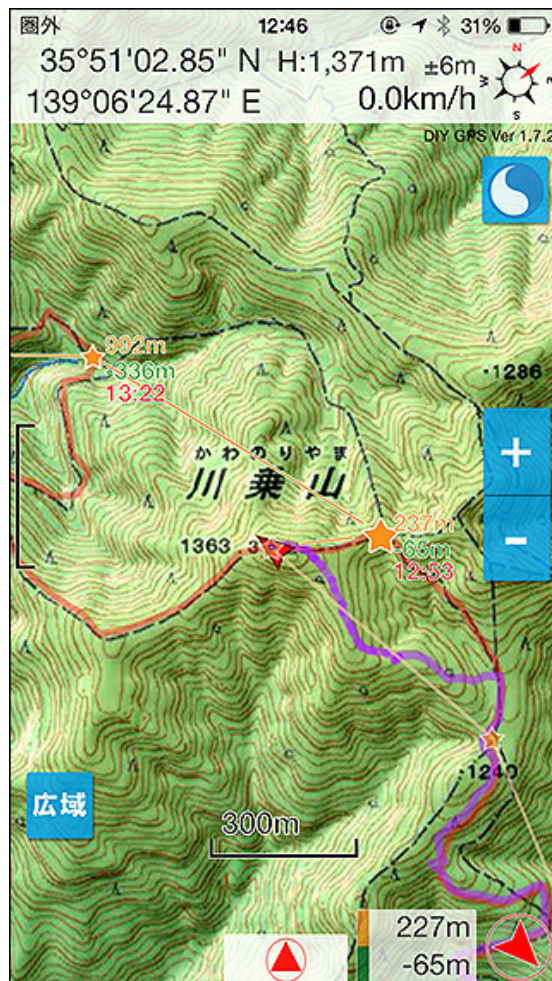 圏外 12:46 31%
35°51'02.85" N H:1,371m ±6m
139°06'24.87" E 0.0km/h
N
W
S
DIY GPS Ver 1.7.2
992m
-336m
13:22
・1286
かわのりやま
川乗山
+
237m
1363 3
-65m
12:53
-
・1240
広域
300m
227m
-65m